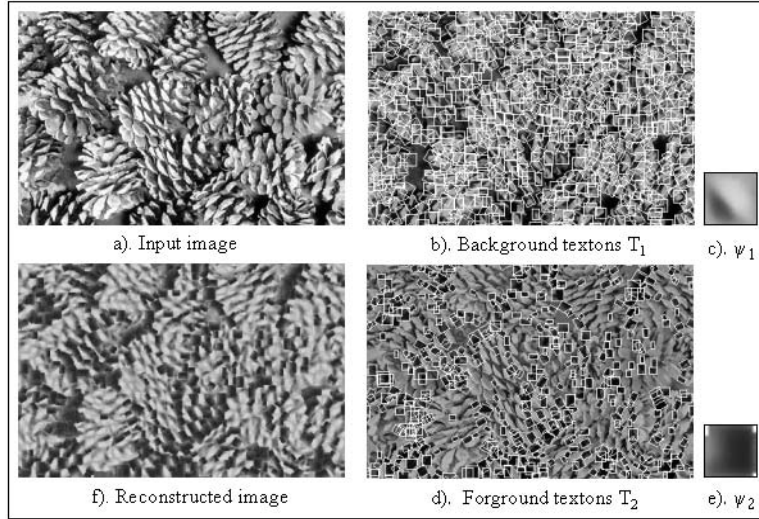 a). Input image
b). Background textons T1
c). ψ1
f). Reconstructed image
d). Forground textons T2
e). ψ2